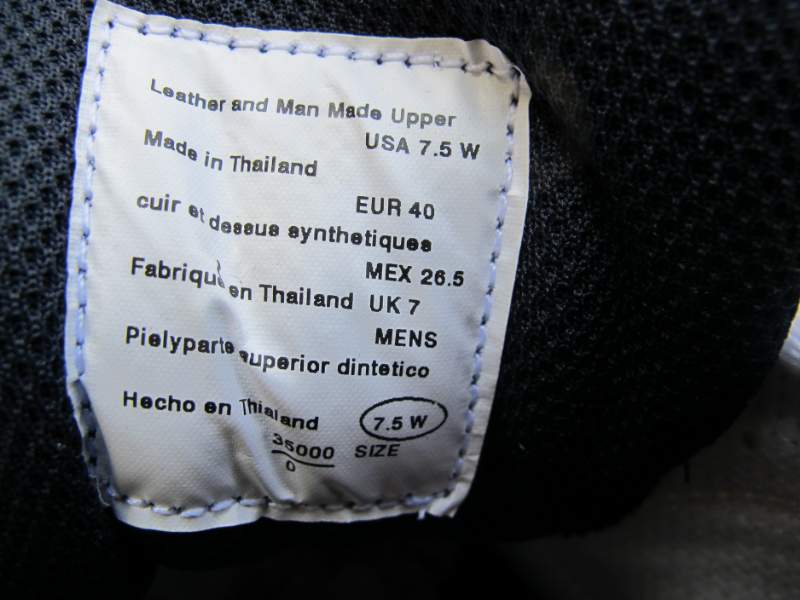 Leather and Man Made Upper
USA 7.5 W
Made in Thailand
EUR 40
cuir et dessus synthetiques
MEX 26.5
Fabriqu en Thailand UK 7
MENS
Pielyparte superior dintetico
Hecho en Thialand
7.5 W
35000 SIZE
0